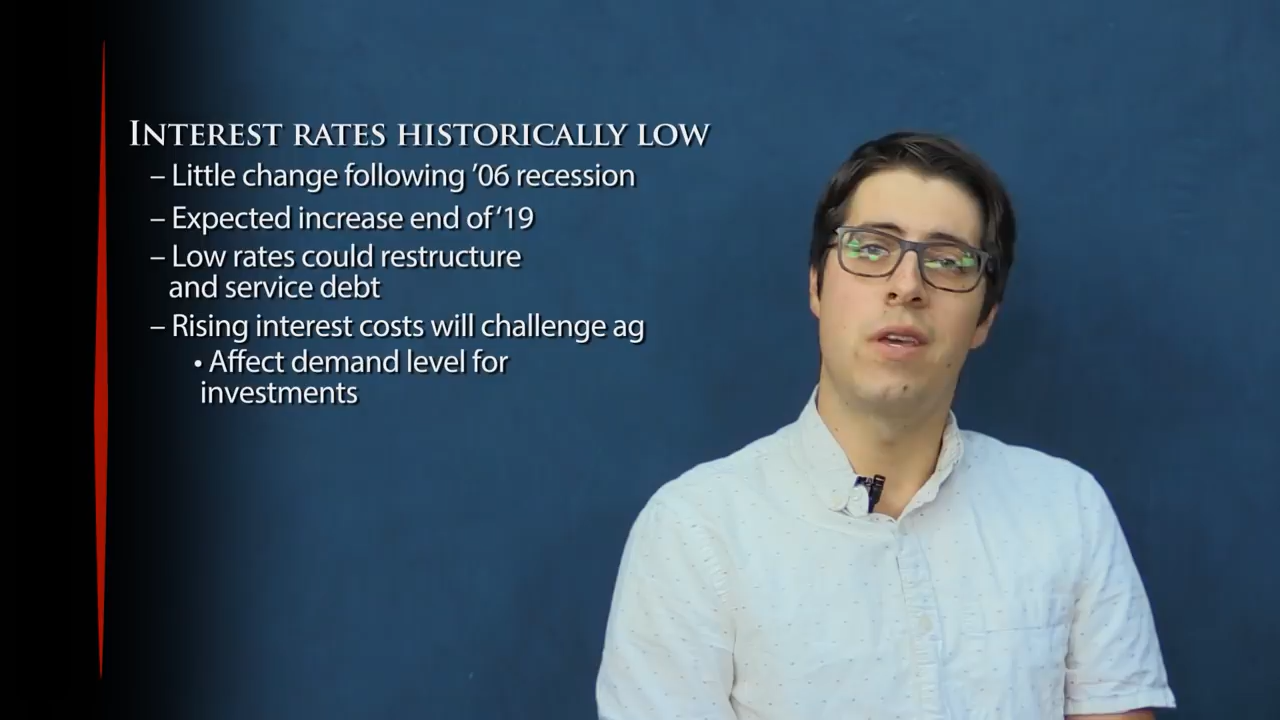 Interest rates historically low
– Little change following ’06 recession
– Expected increase end of ‘19
– Low rates could restructure
and service debt
– Rising interest costs will challenge ag
• Affect demand level for
investments